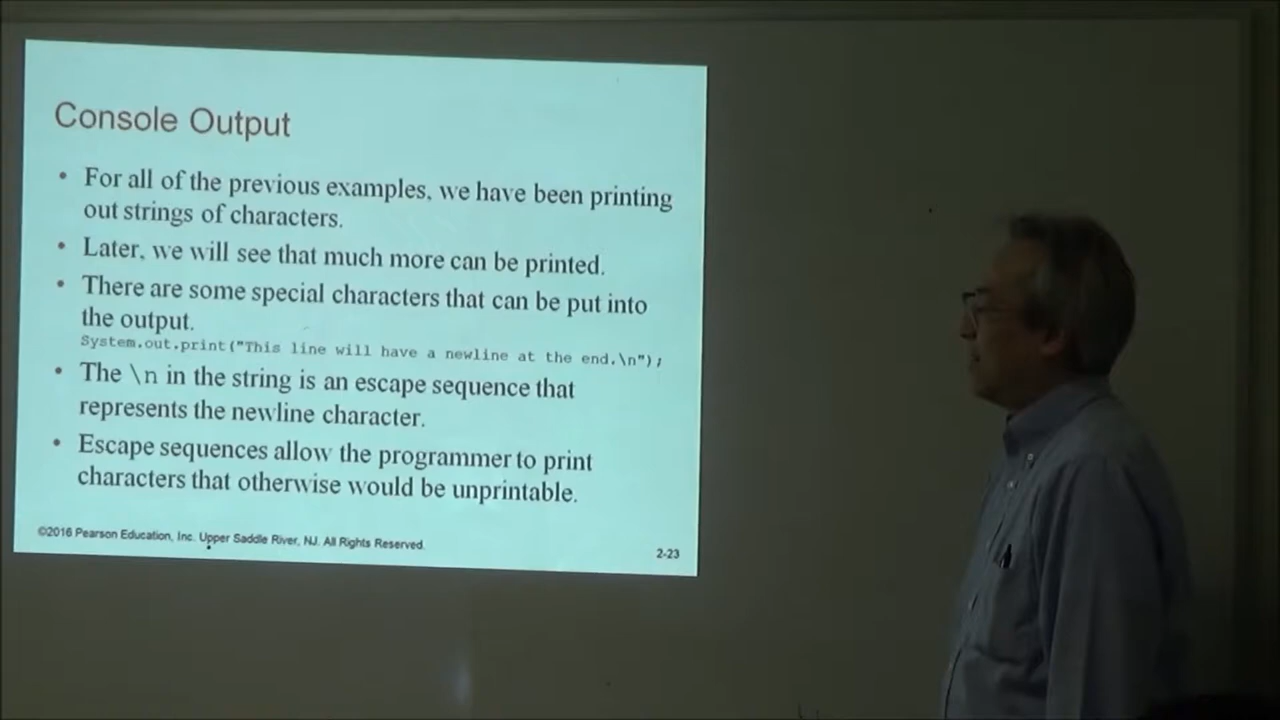 Console Output
• For all of the previous examples, we have been printing
out strings of characters.
• Later, we will see that much more can be printed.
• There are some special characters that can be put into
the output.
System.out.print("This line will have a newline at the end.\n");
• The \n in the string is an escape sequence that
represents the newline character.
• Escape sequences allow the programmer to print
characters that otherwise would be unprintable.
©2016 Pearson Education, Inc. Upper Saddle River, NJ. All Rights Reserved.
2-23